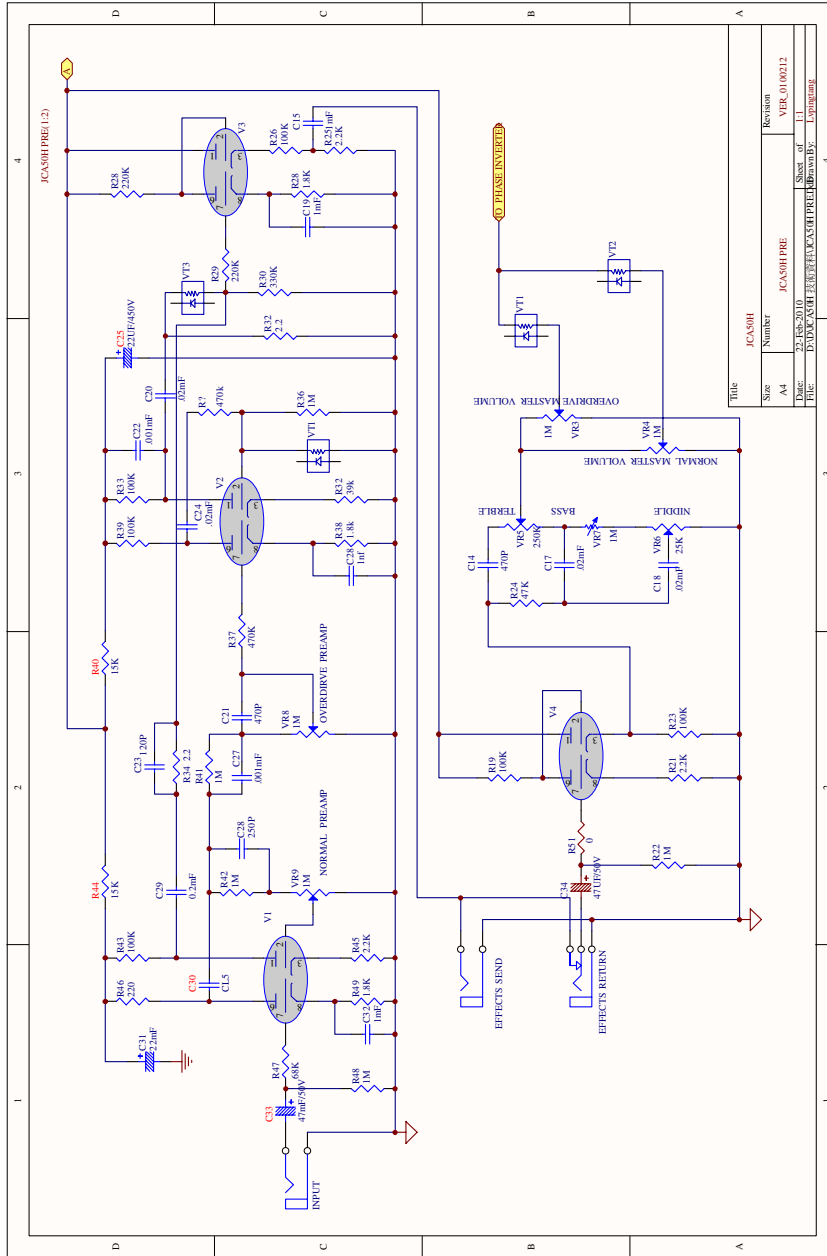 JCA50H PRE(1:2)
A
R28
220K
V3
R26
100K
C15
1mF
R25
2.2K
R28
1.8K
C19
1mF
R29
220K
VT3
R30
330K
R32
2.2
C25
22UF/450V
C20
.02mF
C22
.001mF
R?
470k
R36
1M
VT1
R33
100K
R39
100K
C24
.02mF
V2
R32
39k
R38
1.8k
C28
1nf
R40
15K
R37
470K
C21
470P
VR8
1M
OVERDIRVE PREAMP
C23
120P
R34
2.2
R41
1M
C27
.001mF
R44
15K
C29
0.2mF
C28
250P
R42
1M
VR9
1M
NORMAL PREAMP
R43
100K
R46
220
C30
CL5
V1
R45
2.2K
R49
1.8K
C32
1mF
C31
22mF
R47
68K
R48
1M
C33
47mF/50V
INPUT
TO PHASE INVERTER
VT2
VT1
OVERDRIVE MASTER VOLUME
1M
VR3
VR4
1M
NORMAL MASTER VOLUME
TERBLE
VR5
250K
BASS
VR7
1M
NIDDLE
VR6
25K
C14
470P
C17
.02mF
C18
.02mF
R24
47K
V4
R19
100K
R23
100K
R21
2.2K
R51
0
R22
1M
C34
47UF/50V
EFFECTS SEND
EFFECTS RETURN
Title
JCA50H
Size
A4
Number
JCA50H PRE
Revision
VER_0100212
Date:
22-Feb-2010
Sheet of
1:1
File:
Drawn By:
Lvpingtang
1
2
3
4
A
B
C
D